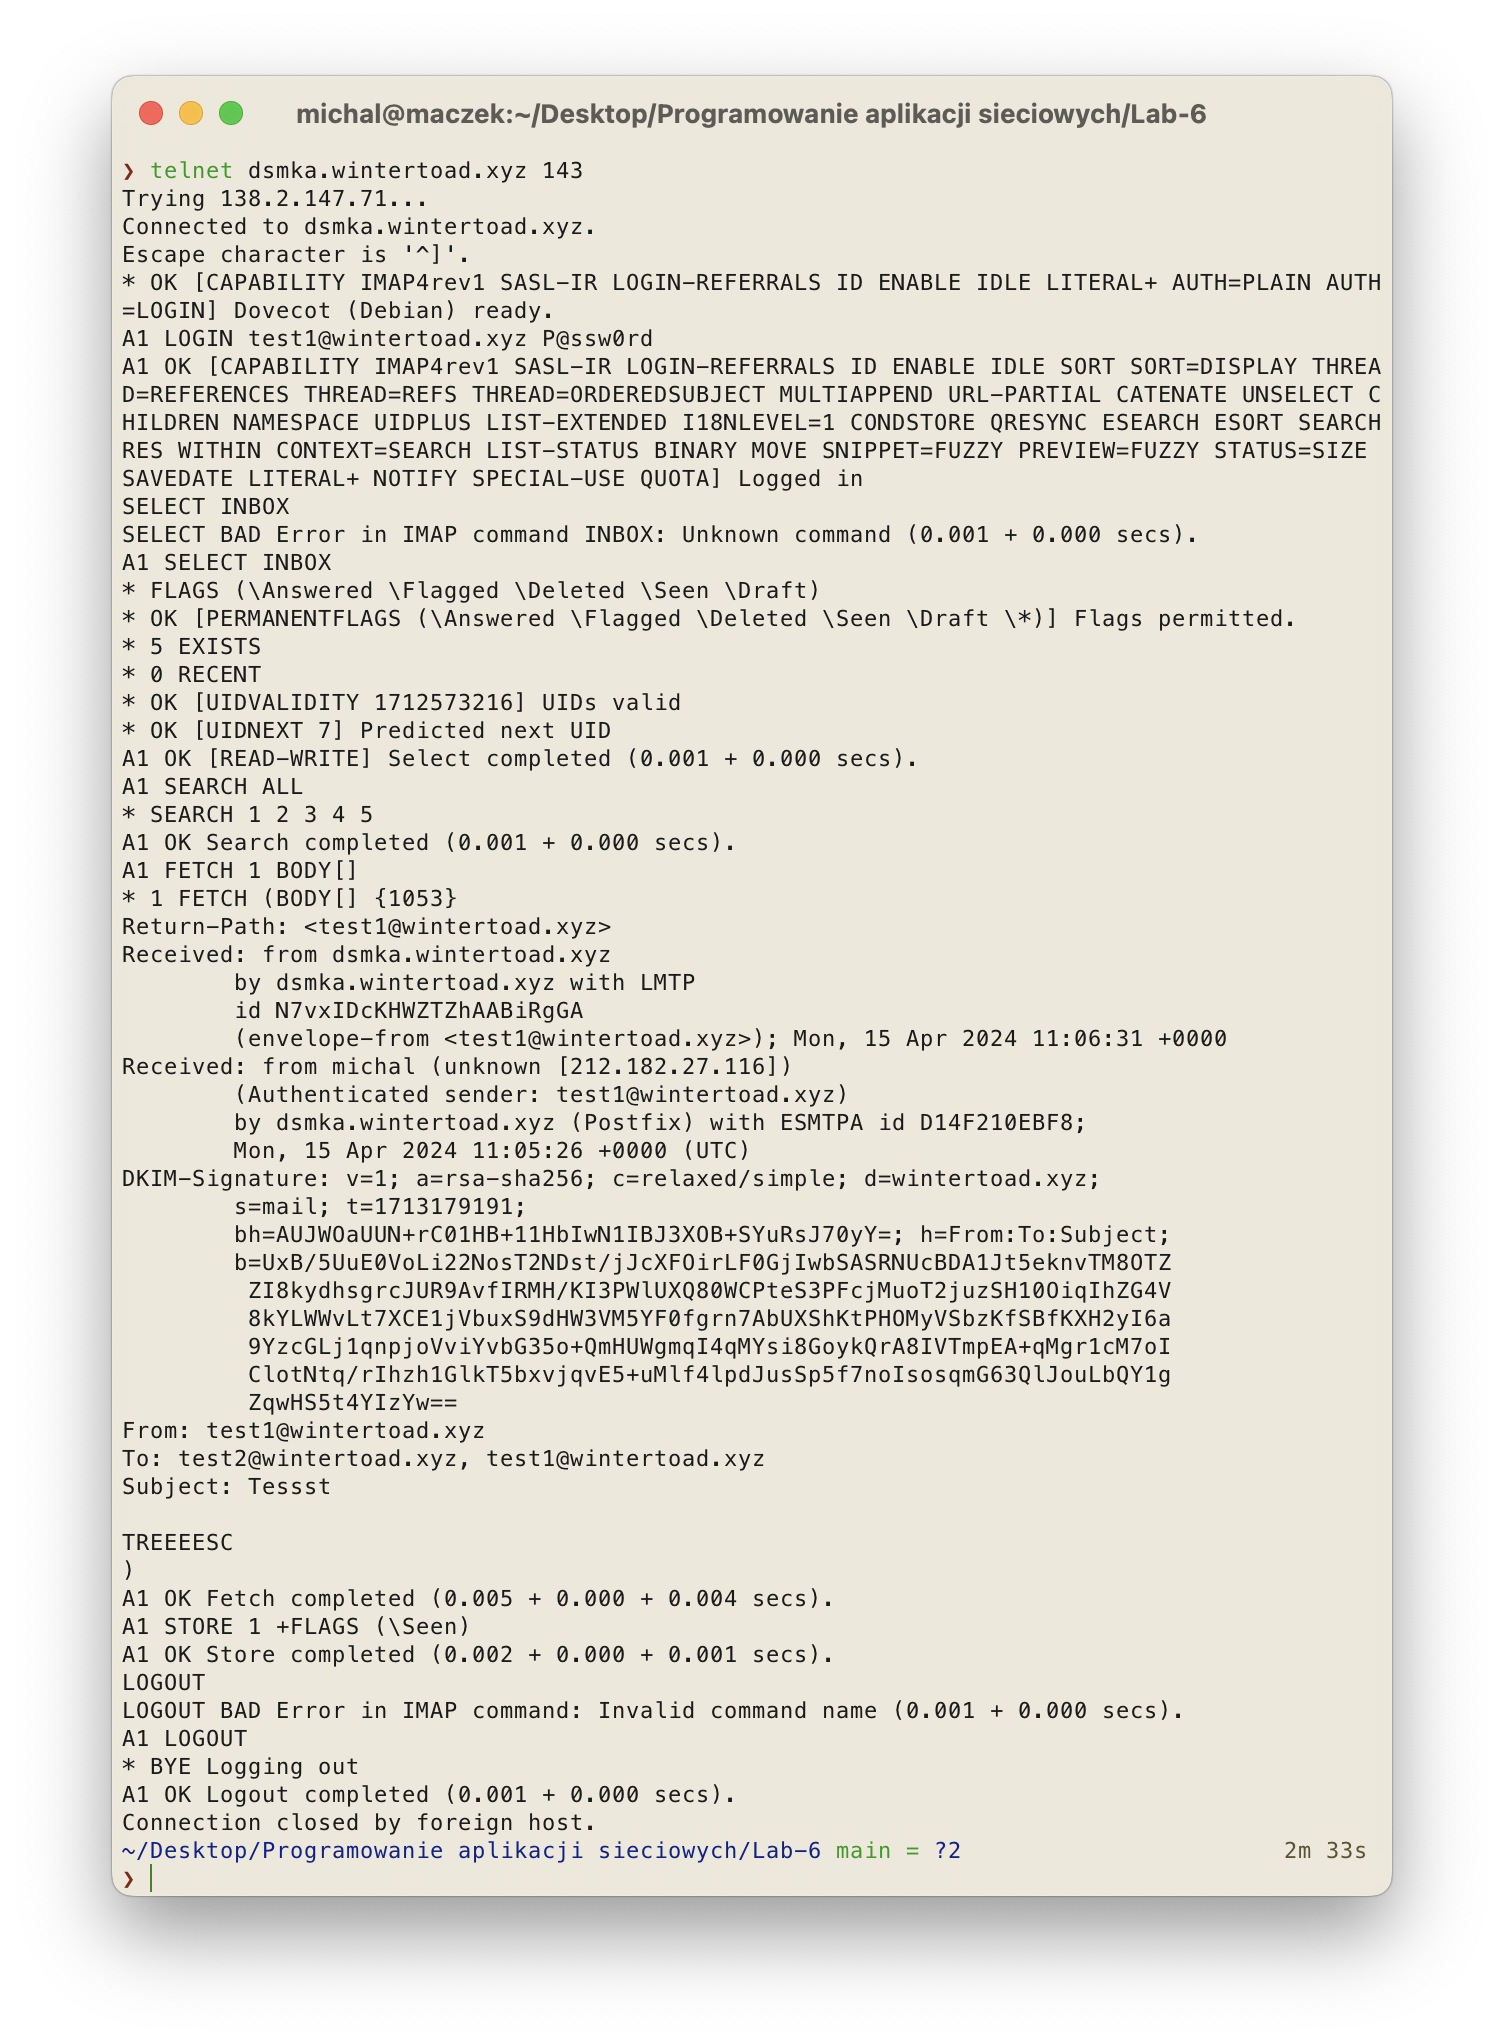 michal@maczek:~/Desktop/Programowanie aplikacji sieciowych/Lab-6
❯ telnet dsmka.wintertoad.xyz 143
Trying 138.2.147.71...
Connected to dsmka.wintertoad.xyz.
Escape character is '^]'.
* OK [CAPABILITY IMAP4rev1 SASL-IR LOGIN-REFERRALS ID ENABLE IDLE LITERAL+ AUTH=PLAIN AUTH
=LOGIN] Dovecot (Debian) ready.
A1 LOGIN test1@wintertoad.xyz P@ssw0rd
A1 OK [CAPABILITY IMAP4rev1 SASL-IR LOGIN-REFERRALS ID ENABLE IDLE SORT SORT=DISPLAY THREA
D=REFERENCES THREAD=REFS THREAD=ORDEREDSUBJECT MULTIAPPEND URL-PARTIAL CATENATE UNSELECT C
HILDREN NAMESPACE UIDPLUS LIST-EXTENDED I18NLEVEL=1 CONDSTORE QRESYNC ESEARCH ESORT SEARCH
RES WITHIN CONTEXT=SEARCH LIST-STATUS BINARY MOVE SNIPPET=FUZZY PREVIEW=FUZZY STATUS=SIZE
SAVEDATE LITERAL+ NOTIFY SPECIAL-USE QUOTA] Logged in
SELECT INBOX
SELECT BAD Error in IMAP command INBOX: Unknown command (0.001 + 0.000 secs).
A1 SELECT INBOX
* FLAGS (\Answered \Flagged \Deleted \Seen \Draft)
* OK [PERMANENTFLAGS (\Answered \Flagged \Deleted \Seen \Draft \*)] Flags permitted.
* 5 EXISTS
* 0 RECENT
* OK [UIDVALIDITY 1712573216] UIDs valid
* OK [UIDNEXT 7] Predicted next UID
A1 OK [READ-WRITE] Select completed (0.001 + 0.000 secs).
A1 SEARCH ALL
* SEARCH 1 2 3 4 5
A1 OK Search completed (0.001 + 0.000 secs).
A1 FETCH 1 BODY[]
* 1 FETCH (BODY[] {1053}
Return-Path: <test1@wintertoad.xyz>
Received: from dsmka.wintertoad.xyz
        by dsmka.wintertoad.xyz with LMTP
        id N7vxIDcKHWZTZhAABiRgGA
        (envelope-from <test1@wintertoad.xyz>); Mon, 15 Apr 2024 11:06:31 +0000
Received: from michal (unknown [212.182.27.116])
        (Authenticated sender: test1@wintertoad.xyz)
        by dsmka.wintertoad.xyz (Postfix) with ESMTPA id D14F210EBF8;
        Mon, 15 Apr 2024 11:05:26 +0000 (UTC)
DKIM-Signature: v=1; a=rsa-sha256; c=relaxed/simple; d=wintertoad.xyz;
        s=mail; t=1713179191;
        bh=AUJWOaUUN+rC01HB+11HbIwN1IBJ3XOB+SYuRsJ70yY=; h=From:To:Subject;
        b=UxB/5UuE0VoLi22NosT2NDst/jJcXFOirLF0GjIwbSASRNUcBDA1Jt5eknvTM8OTZ
         ZI8kydhsgrcJUR9AvfIRMH/KI3PWlUXQ80WCPteS3PFcjMuoT2juzSH10OiqIhZG4V
         8kYLWWvLt7XCE1jVbuxS9dHW3VM5YF0fgrn7AbUXShKtPHOMyVSbzKfSBfKXH2yI6a
         9YzcGLj1qnpjoVviYvbG35o+QmHUWgmqI4qMYsi8GoykQrA8IVTmpEA+qMgr1cM7oI
         ClotNtq/rIhzh1GlkT5bxvjqvE5+uMlf4lpdJusSp5f7noIsosqmG63QlJouLbQY1g
         ZqwHS5t4YIzYw==
From: test1@wintertoad.xyz
To: test2@wintertoad.xyz, test1@wintertoad.xyz
Subject: Tessst

TREEEESC
)
A1 OK Fetch completed (0.005 + 0.000 + 0.004 secs).
A1 STORE 1 +FLAGS (\Seen)
A1 OK Store completed (0.002 + 0.000 + 0.001 secs).
LOGOUT
LOGOUT BAD Error in IMAP command: Invalid command name (0.001 + 0.000 secs).
A1 LOGOUT
* BYE Logging out
A1 OK Logout completed (0.001 + 0.000 secs).
Connection closed by foreign host.
~/Desktop/Programowanie aplikacji sieciowych/Lab-6 main = ?2 2m 33s
❯